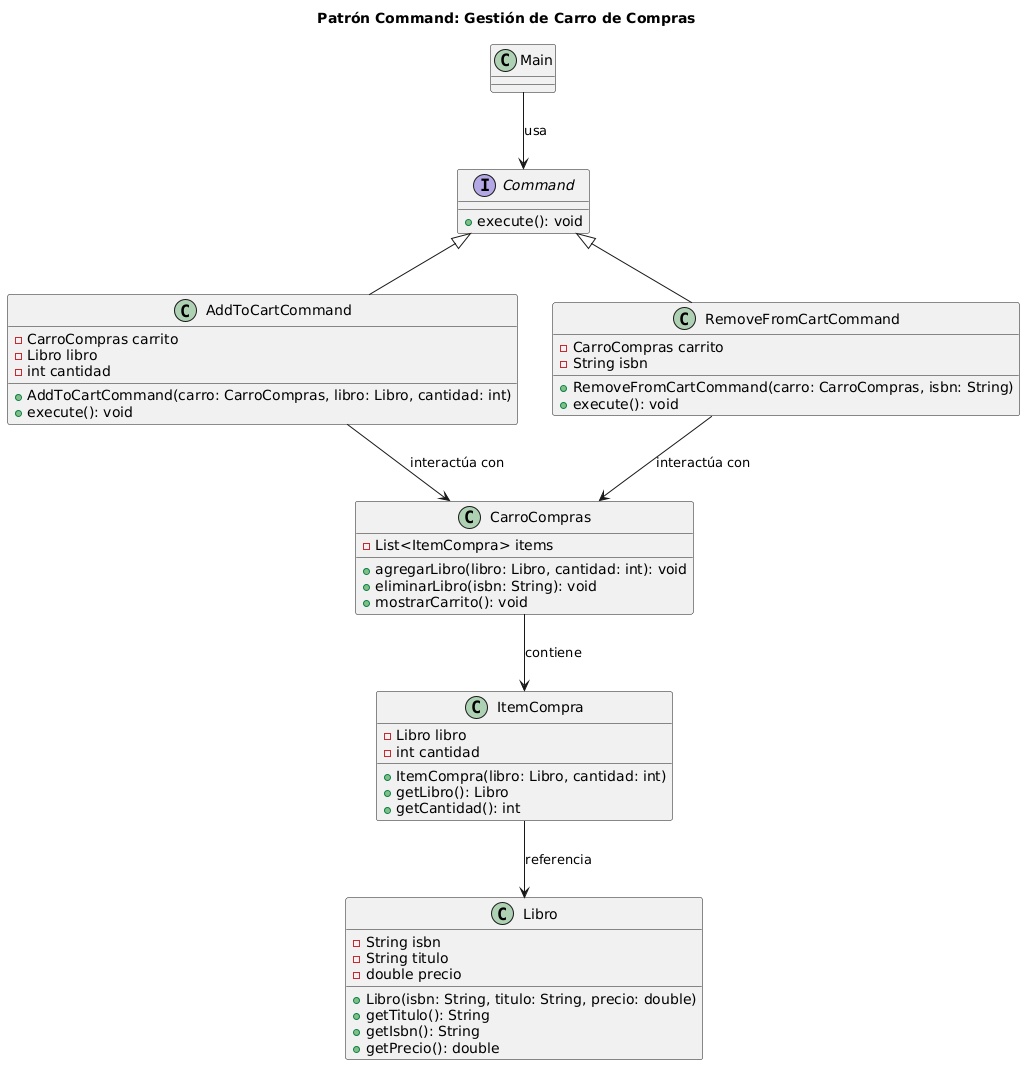 Patrón Command: Gestión de Carro de Compras
C Main
usa
I Command
execute(): void
C AddToCartCommand
CarroCompras carrito
Libro libro
int cantidad
AddToCartCommand(carro: CarroCompras, libro: Libro, cantidad: int)
execute(): void
C RemoveFromCartCommand
CarroCompras carrito
String isbn
RemoveFromCartCommand(carro: CarroCompras, isbn: String)
execute(): void
interactúa con
interactúa con
C CarroCompras
List<ItemCompra> items
agregarLibro(libro: Libro, cantidad: int): void
eliminarLibro(isbn: String): void
mostrarCarrito(): void
contiene
C ItemCompra
Libro libro
int cantidad
ItemCompra(libro: Libro, cantidad: int)
getLibro(): Libro
getCantidad(): int
referencia
C Libro
String isbn
String titulo
double precio
Libro(isbn: String, titulo: String, precio: double)
getTitulo(): String
getIsbn(): String
getPrecio(): double